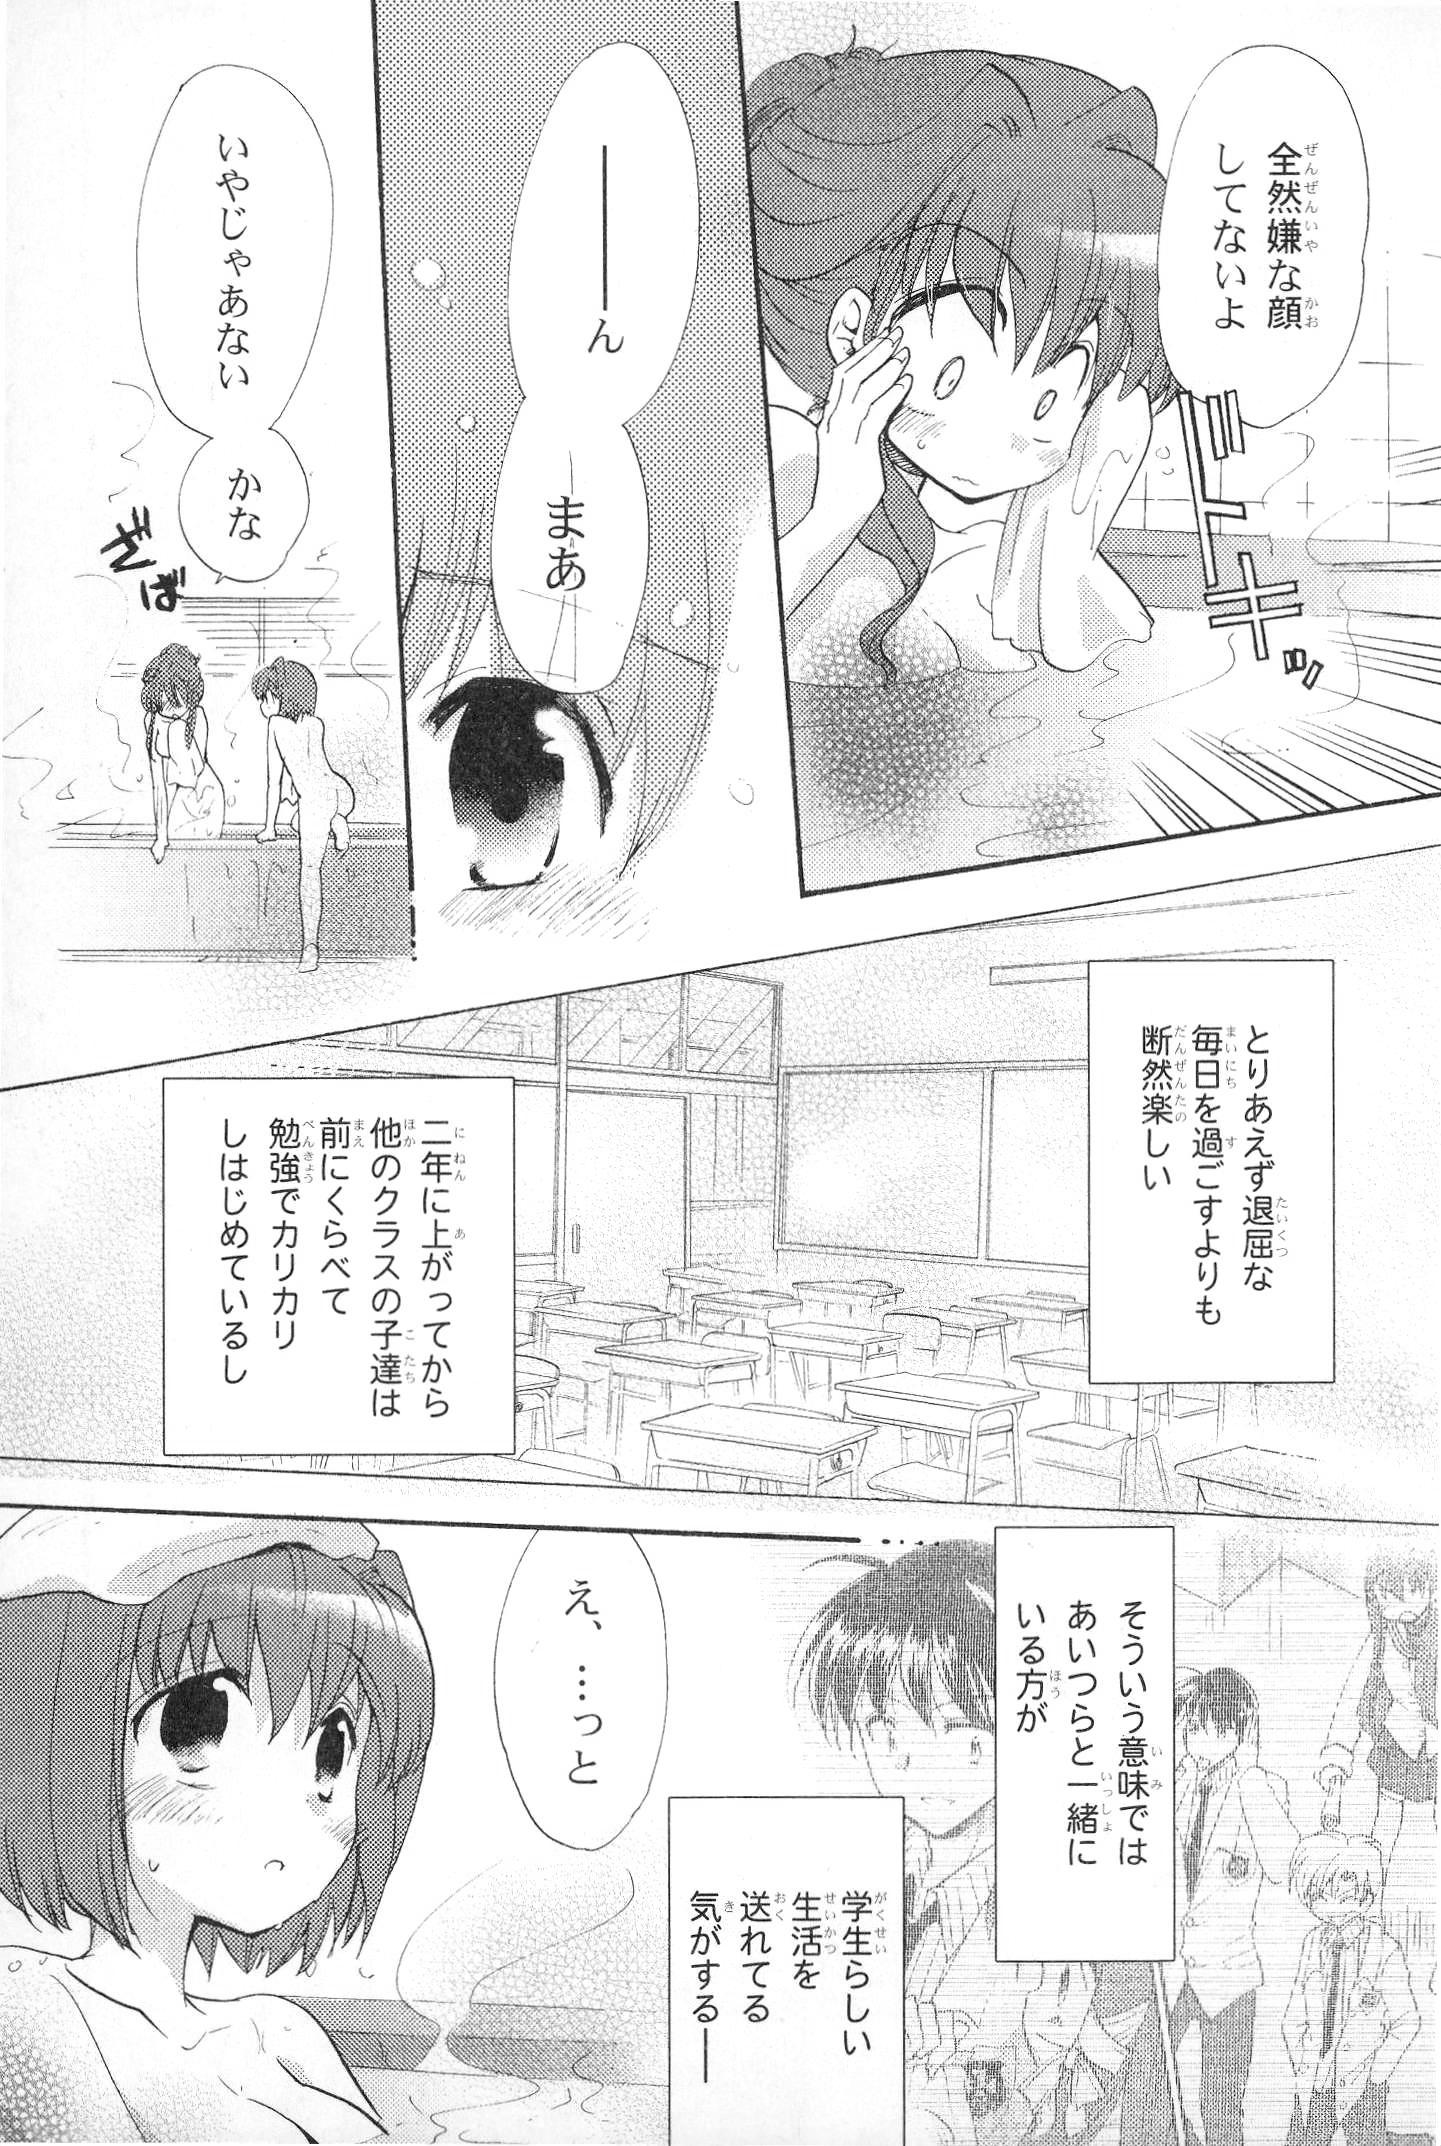 全然嫌な顔
してないよ
ズドキッ
――ん
まあ
いやじゃあない
かな
ざば
とりあえず退屈な
毎日を過ごすよりも
断然楽しい
二年に上がってから
他のクラスの子達は
前にくらべて
勉強でカリカリ
しはじめているし
そういう意味では
あいつらと一緒に
いる方が
学生らしい
生活を
送れてる
気がする――
え、…っと